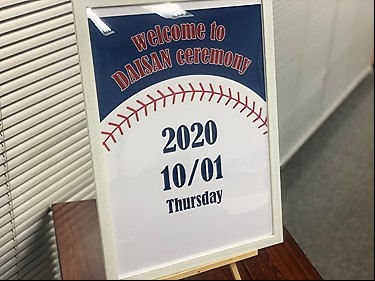 welcome to
DAISAN ceremony
2020
10/01
Thursday